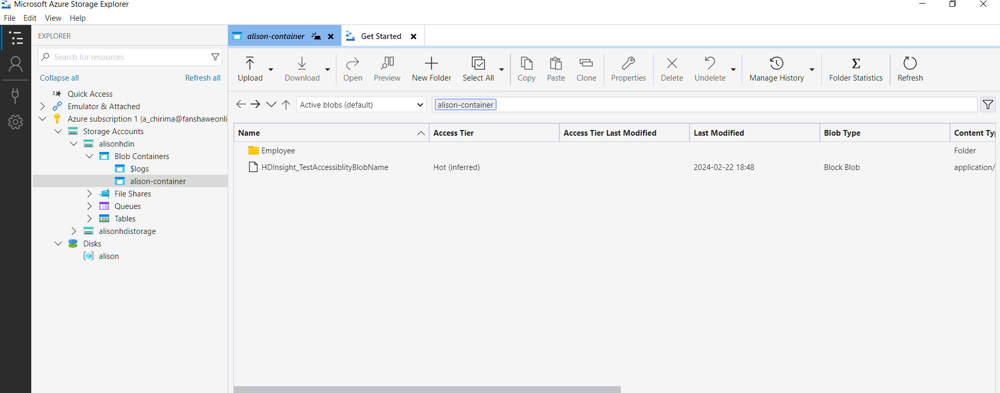 Microsoft Azure Storage Explorer
File Edit View Help
EXPLORER
Search for resources
Collapse all Refresh all
Quick Access
Emulator & Attached
Azure subscription 1 (a_chirima@fanshaweonli
Storage Accounts
alisonhdin
Blob Containers
$logs
alison-container
File Shares
Queues
Tables
alisonhdistorage
Disks
alison
alison-container Get Started
Upload Download Open Preview New Folder Select All Copy Paste Clone Properties Delete Undelete Manage History Folder Statistics Refresh
Active blobs (default) alison-container
Name Access Tier Access Tier Last Modified Last Modified Blob Type Content Typ
Employee Folder
HDInsight_TestAccessiblityBlobName Hot (inferred) 2024-02-22 18:48 Block Blob application/